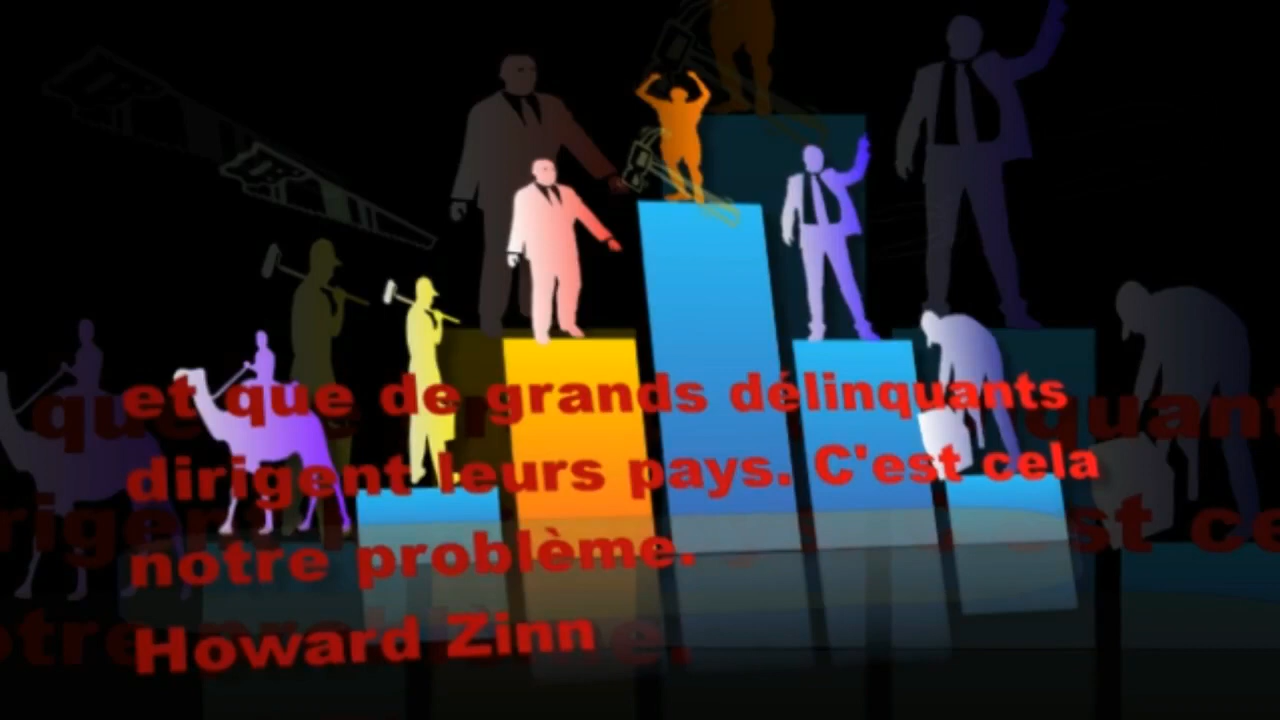 et que de grands délinquants
dirigent leurs pays. C'est cela
notre problème.
Howard Zinn